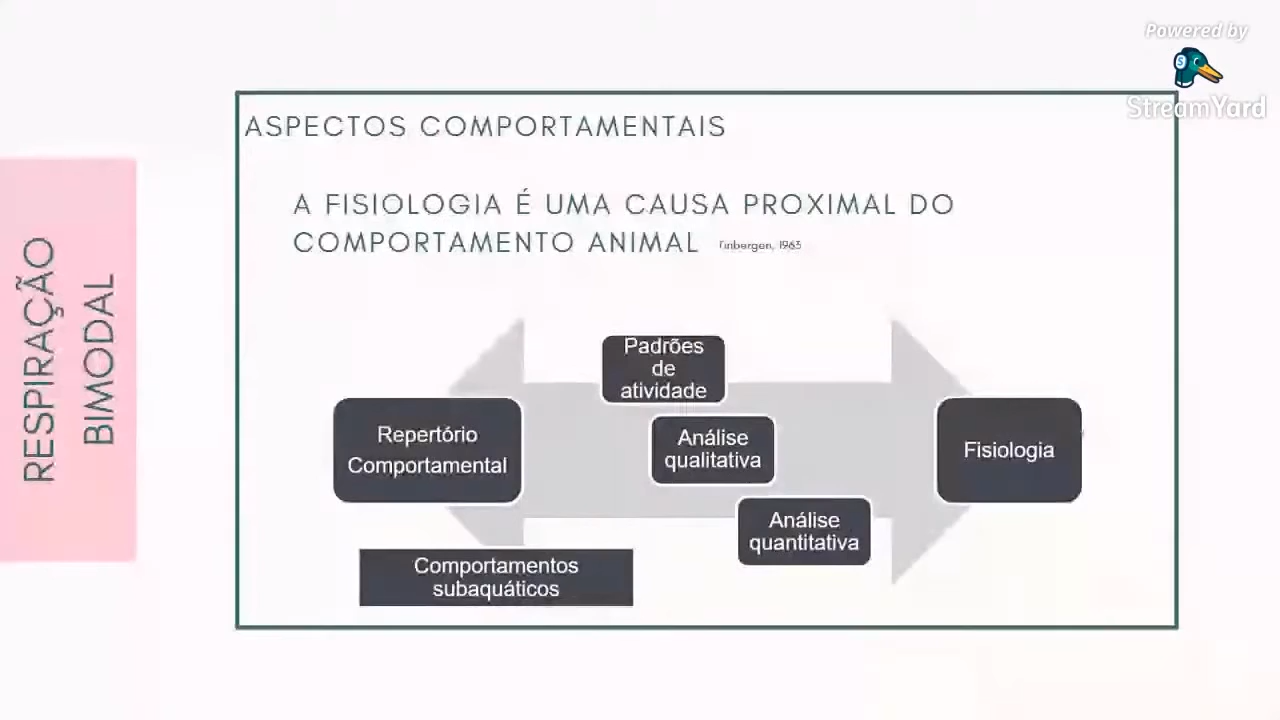 Powered by
StreamYard
ASPECTOS COMPORTAMENTAIS
A FISIOLOGIA É UMA CAUSA PROXIMAL DO
COMPORTAMENTO ANIMAL Tinbergen, 1963
RESPIRAÇÃO
BIMODAL
Padrões
de
atividade
Repertório
Comportamental
Análise
qualitativa
Fisiologia
Análise
quantitativa
Comportamentos
subaquáticos